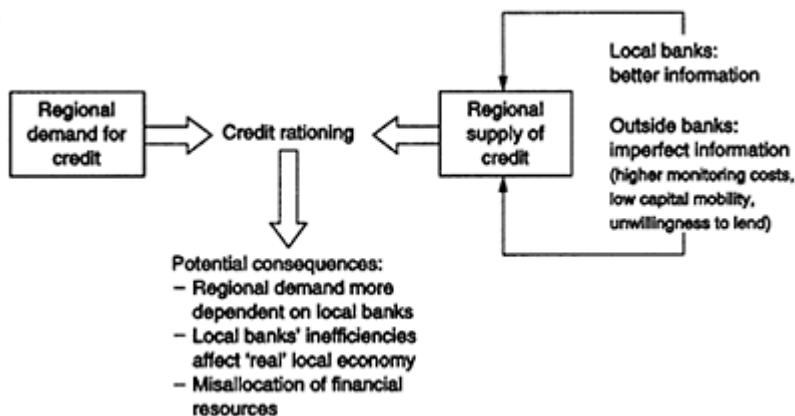 Regional
demand for
credit
Credit rationing
Regional
supply of
credit
Local banks:
better information
Outside banks:
imperfect information
(higher monitoring costs,
low capital mobility,
unwillingness to lend)
Potential consequences:
– Regional demand more
dependent on local banks
– Local banks' inefficiencies
affect 'real' local economy
– Misallocation of financial
resources